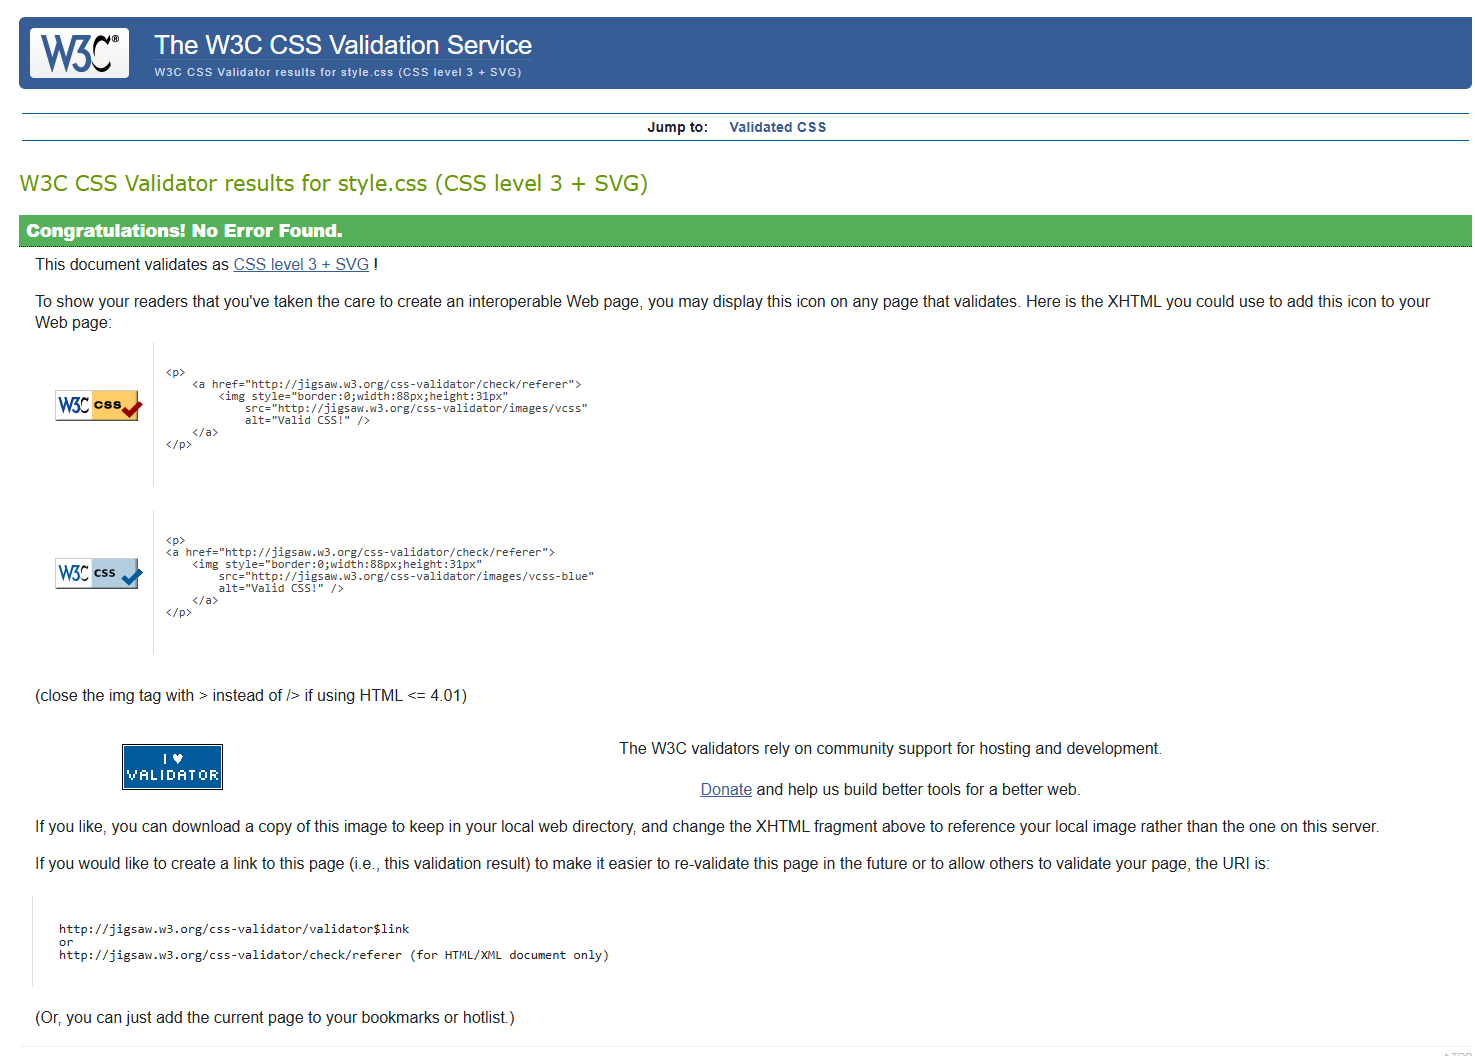 W3C®
The W3C CSS Validation Service
W3C CSS Validator results for style.css (CSS level 3 + SVG)
Jump to: Validated CSS
W3C CSS Validator results for style.css (CSS level 3 + SVG)
Congratulations! No Error Found.
This document validates as CSS level 3 + SVG !
To show your readers that you've taken the care to create an interoperable Web page, you may display this icon on any page that validates. Here is the XHTML you could use to add this icon to your
Web page:
<p>
<a href="http://jigsaw.w3.org/css-validator/check/referer">
<img style="border:0;width:88px;height:31px"
W3C css
src="http://jigsaw.w3.org/css-validator/images/vcss"
alt="Valid CSS!" />
</a>
</p>
<p>
<a href="http://jigsaw.w3.org/css-validator/check/referer">
<img style="border:0;width:88px;height:31px"
W3C css
src="http://jigsaw.w3.org/css-validator/images/vcss-blue"
alt="Valid CSS!" />
</a>
</p>
(close the img tag with > instead of /> if using HTML <= 4.01)
I ♥
VALIDATOR
The W3C validators rely on community support for hosting and development.
Donate and help us build better tools for a better web.
If you like, you can download a copy of this image to keep in your local web directory, and change the XHTML fragment above to reference your local image rather than the one on this server.
If you would like to create a link to this page (i.e., this validation result) to make it easier to re-validate this page in the future or to allow others to validate your page, the URI is:
http://jigsaw.w3.org/css-validator/validator$link
or
http://jigsaw.w3.org/css-validator/check/referer (for HTML/XML document only)
(Or, you can just add the current page to your bookmarks or hotlist.)